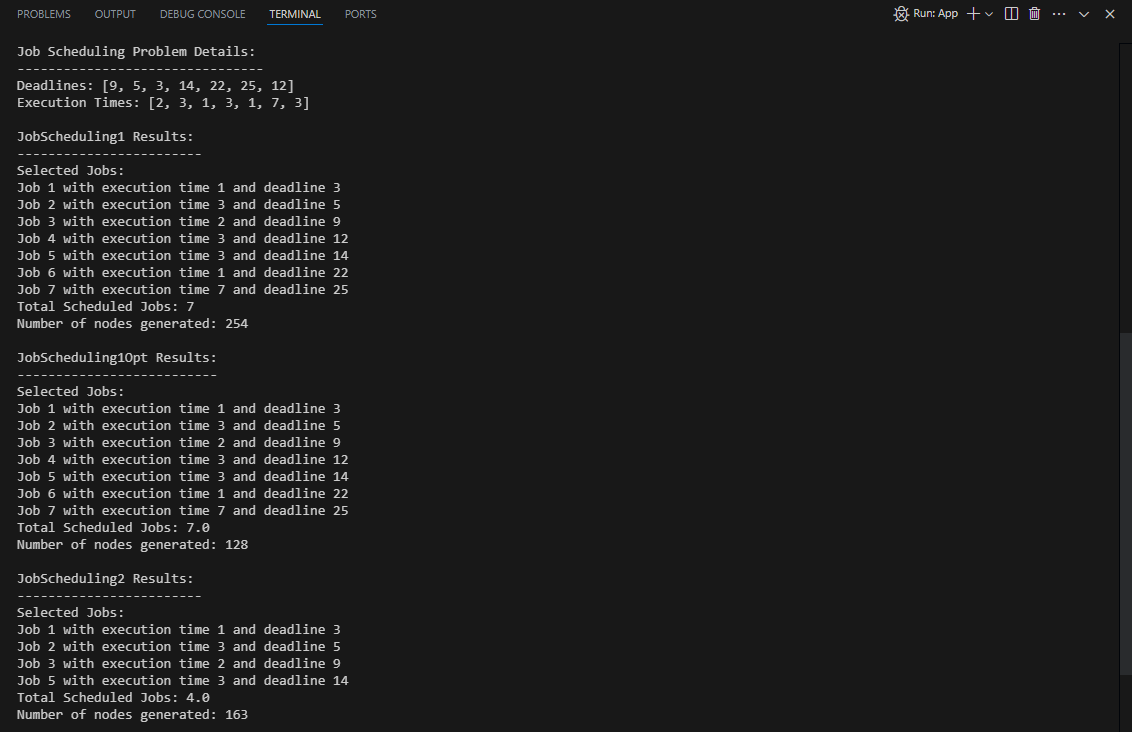 PROBLEMS OUTPUT DEBUG CONSOLE TERMINAL PORTS Run: App
Job Scheduling Problem Details:
--------------------------------
Deadlines: [9, 5, 3, 14, 22, 25, 12]
Execution Times: [2, 3, 1, 3, 1, 7, 3]
JobScheduling1 Results:
------------------------
Selected Jobs:
Job 1 with execution time 1 and deadline 3
Job 2 with execution time 3 and deadline 5
Job 3 with execution time 2 and deadline 9
Job 4 with execution time 3 and deadline 12
Job 5 with execution time 3 and deadline 14
Job 6 with execution time 1 and deadline 22
Job 7 with execution time 7 and deadline 25
Total Scheduled Jobs: 7
Number of nodes generated: 254
JobScheduling1Opt Results:
--------------------------
Selected Jobs:
Job 1 with execution time 1 and deadline 3
Job 2 with execution time 3 and deadline 5
Job 3 with execution time 2 and deadline 9
Job 4 with execution time 3 and deadline 12
Job 5 with execution time 3 and deadline 14
Job 6 with execution time 1 and deadline 22
Job 7 with execution time 7 and deadline 25
Total Scheduled Jobs: 7.0
Number of nodes generated: 128
JobScheduling2 Results:
------------------------
Selected Jobs:
Job 1 with execution time 1 and deadline 3
Job 2 with execution time 3 and deadline 5
Job 3 with execution time 2 and deadline 9
Job 5 with execution time 3 and deadline 14
Total Scheduled Jobs: 4.0
Number of nodes generated: 163